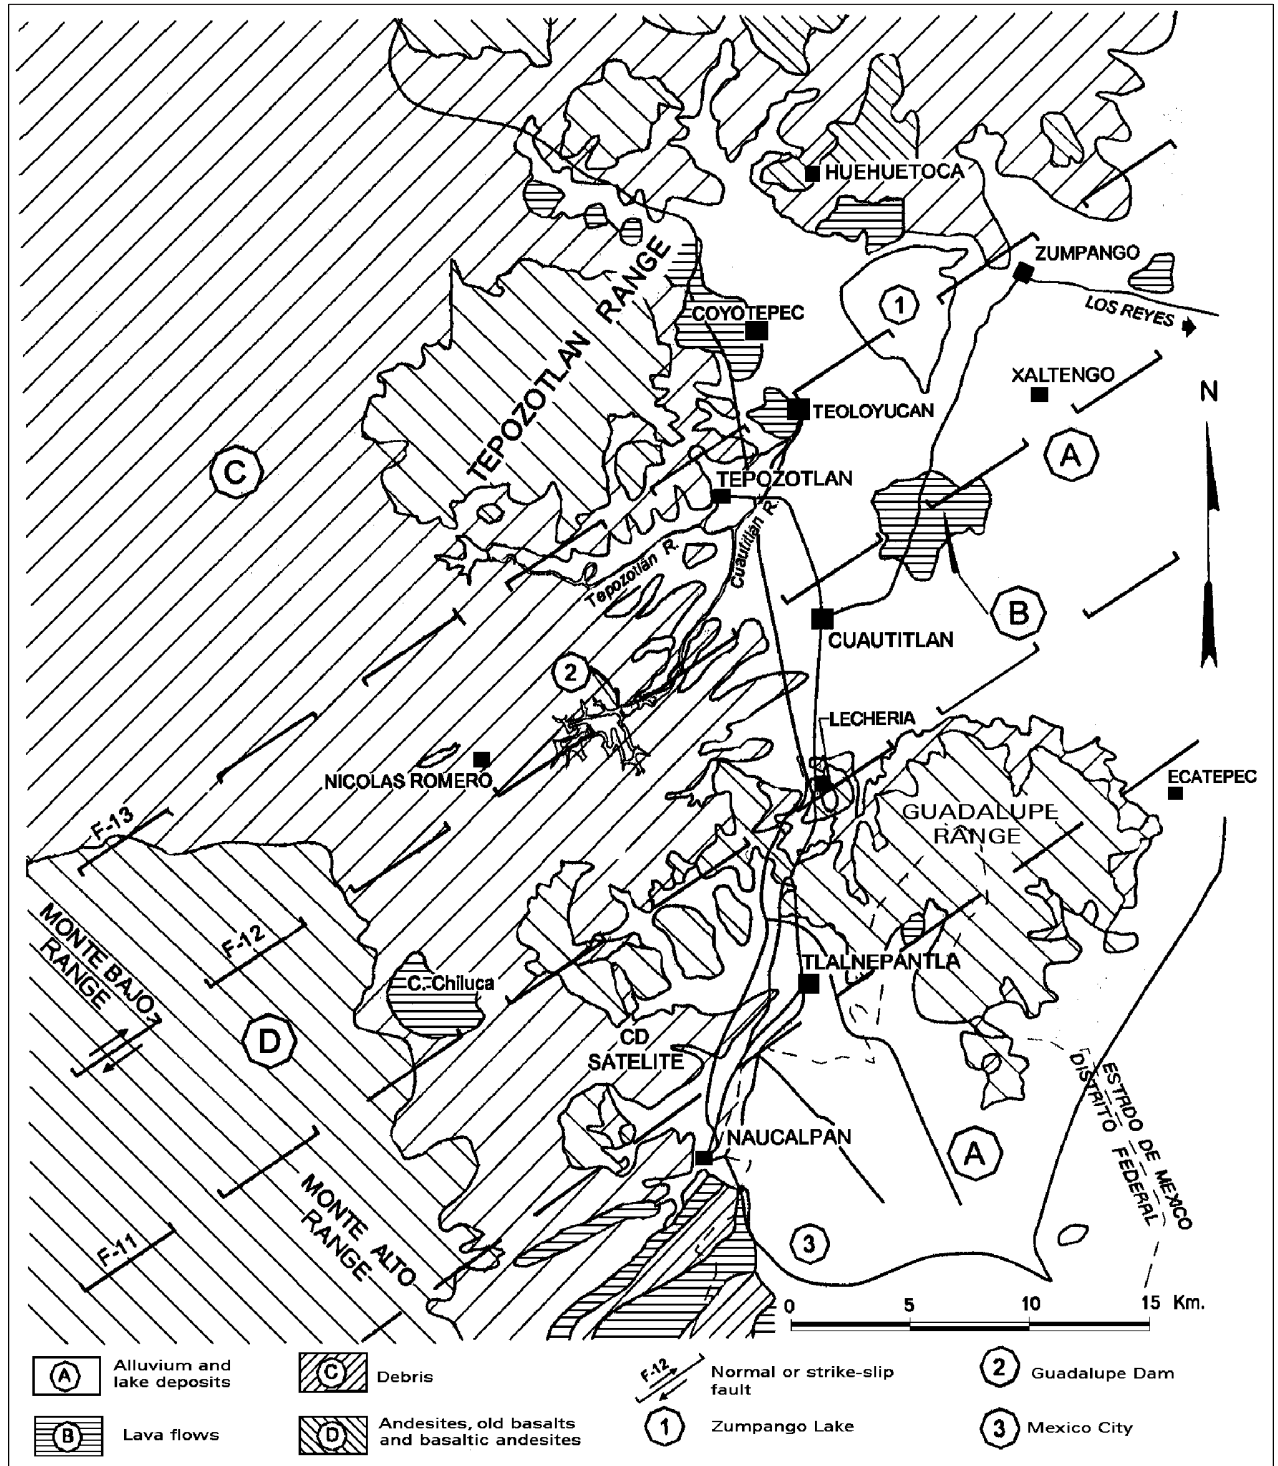 HUEHUETOCA
ZUMPANGO
LOS REYES
1
COYOTEPEC
TEPOZOTLAN RANGE
XALTENGO
N
TEOLOYUCAN
A
C
TEPOZOTLAN
Cuautitlán R.
Tepozotlán R.
B
CUAUTITLAN
2
LECHERIA
NICOLAS ROMERO
ECATEPEC
GUADALUPE
RANGE
F-13
MONTE BAJO
RANGE
F-12
C. Chiluca
TLALNEPANTLA
D
CD
SATELITE
ESTADO DE MEXICO
DISTRITO FEDERAL
NAUCALPAN
A
MONTE ALTO
RANGE
F-11
3
0 5 10 15 Km.
A Alluvium and
lake deposits
C Debris
F-12 Normal or strike-slip
fault
2 Guadalupe Dam
B Lava flows
D Andesites, old basalts
and basaltic andesites
1 Zumpango Lake
3 Mexico City